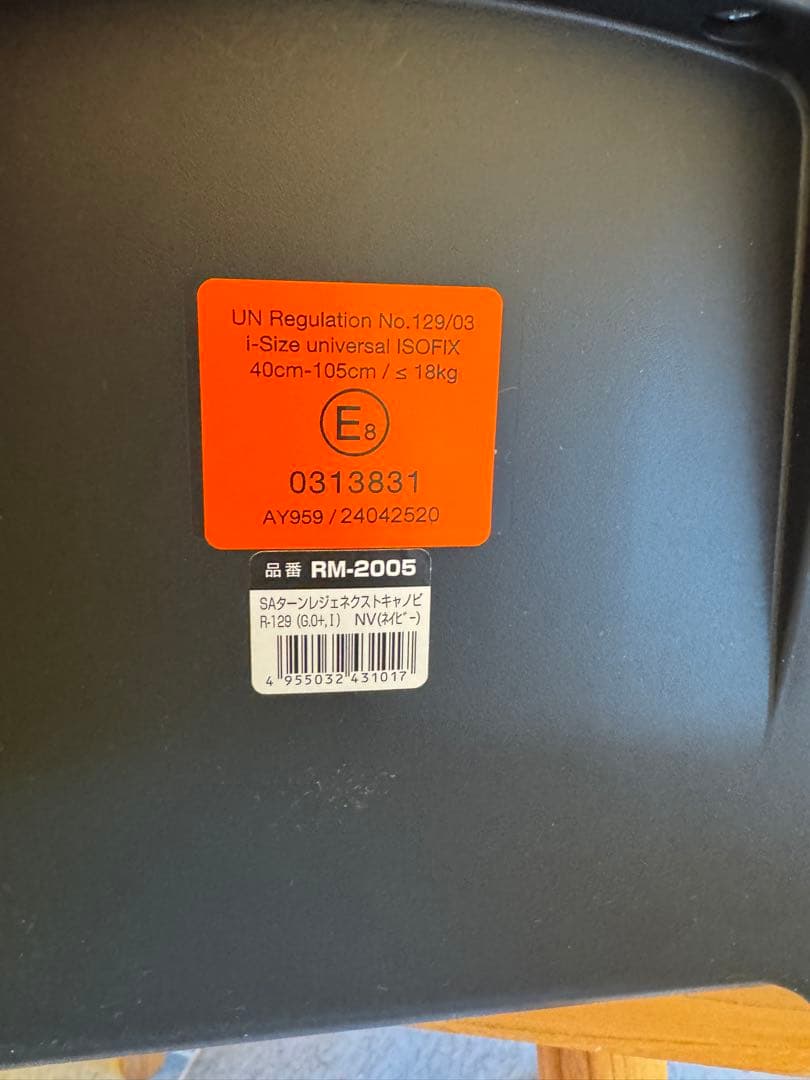 UN Regulation No.129/03
i-Size universal ISOFIX
40cm-105cm / ≤ 18kg
E8
0313831
AY959 / 24042520
品番 RM-2005
SAターンレジェネクストキャノピ
R-129 (G.0+,I) NV(ネイビー)
4 955032 431017